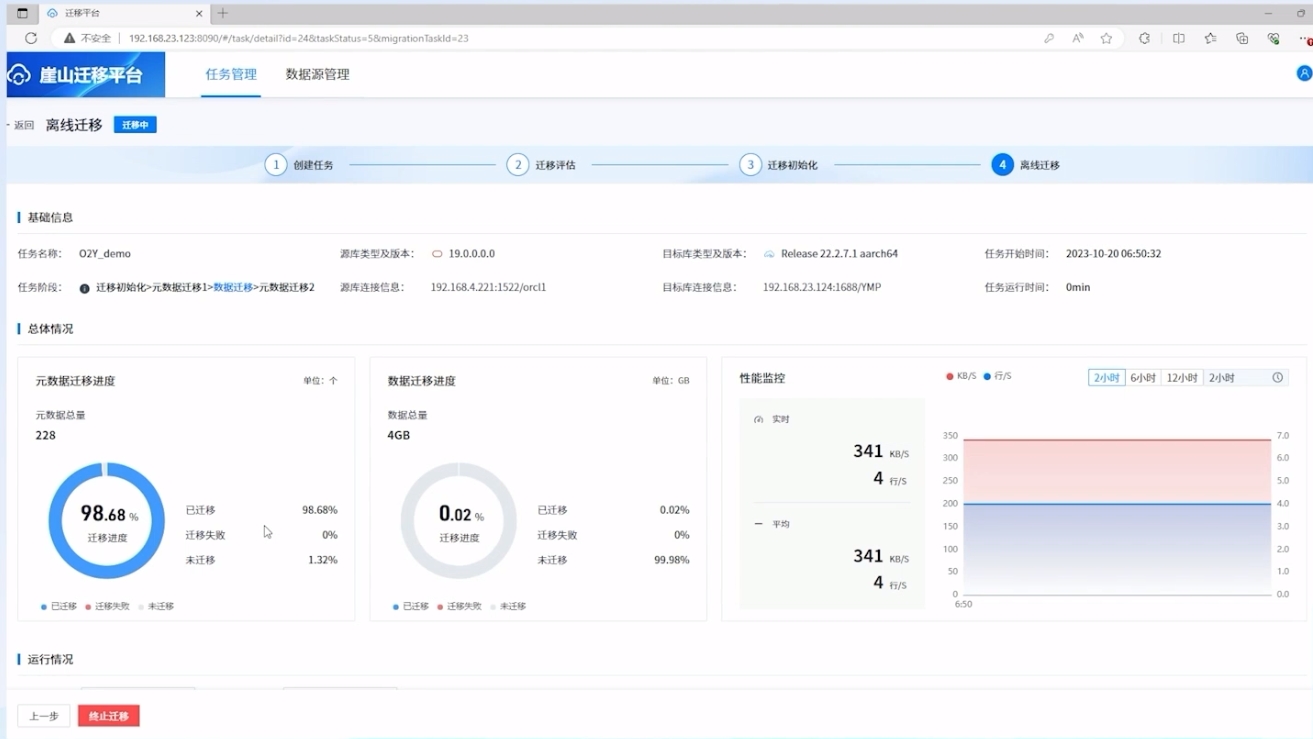 迁移平台
不安全 192.168.23.123:8090/#/task/detail?id=24&taskStatus=5&migrationTaskId=23
崖山迁移平台 任务管理 数据源管理
返回 离线迁移 迁移中
1 创建任务 2 迁移评估 3 迁移初始化 4 离线迁移
基础信息
任务名称： O2Y_demo 源库类型及版本： 19.0.0.0.0 目标库类型及版本： Release 22.2.7.1 aarch64 任务开始时间： 2023-10-20 06:50:32
任务阶段： 迁移初始化>元数据迁移1>数据迁移>元数据迁移2 源库连接信息： 192.168.4.221:1522/orcl1 目标库连接信息： 192.168.23.124:1688/YMP 任务运行时间： 0min
总体情况
元数据迁移进度 单位：个
元数据总量
228
98.68 %
迁移进度
已迁移 98.68%
迁移失败 0%
未迁移 1.32%
已迁移 迁移失败 未迁移
数据迁移进度 单位：GB
数据总量
4GB
0.02 %
迁移进度
已迁移 0.02%
迁移失败 0%
未迁移 99.98%
已迁移 迁移失败 未迁移
性能监控 KB/S 行/S 2小时 6小时 12小时 2小时
实时
341 KB/S
4 行/S
平均
341 KB/S
4 行/S
350 7.0
300 6.0
250 5.0
200 4.0
150 3.0
100 2.0
50 1.0
0 0.0
6:50
运行情况
上一步 终止迁移